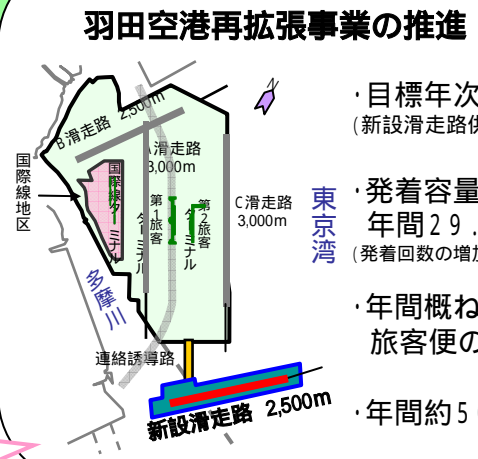 羽田空港再拡張事業の推進
N
B滑走路 2,500m
A滑走路
3,000m
国際線地区
国際線ターミナル
第1旅客
ターミナル
第2旅客
ターミナル
C滑走路
3,000m
東京湾
多摩川
連絡誘導路
新設滑走路 2,500m
・目標年次
(新設滑走路供
・発着容量
年間29.
(発着回数の増加
・年間概ね
旅客便の
・年間約5